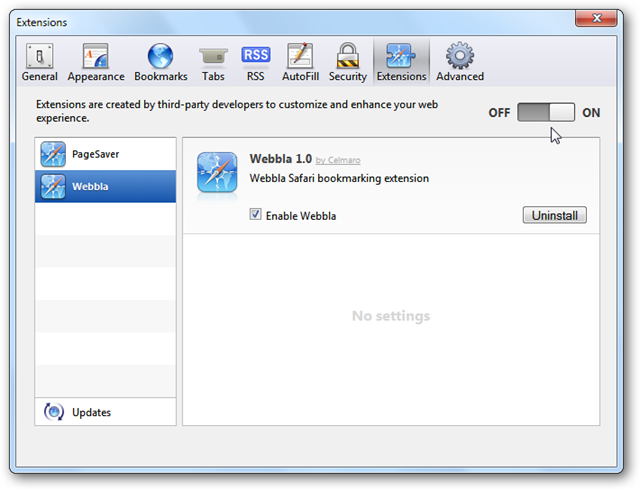 Extensions
General Appearance Bookmarks Tabs RSS RSS AutoFill Security Extensions Advanced
Extensions are created by third-party developers to customize and enhance your web
experience.
OFF ON
PageSaver
Webbla
Webbla 1.0 by Celmaro
Webbla Safari bookmarking extension
Enable Webbla
Uninstall
No settings
Updates